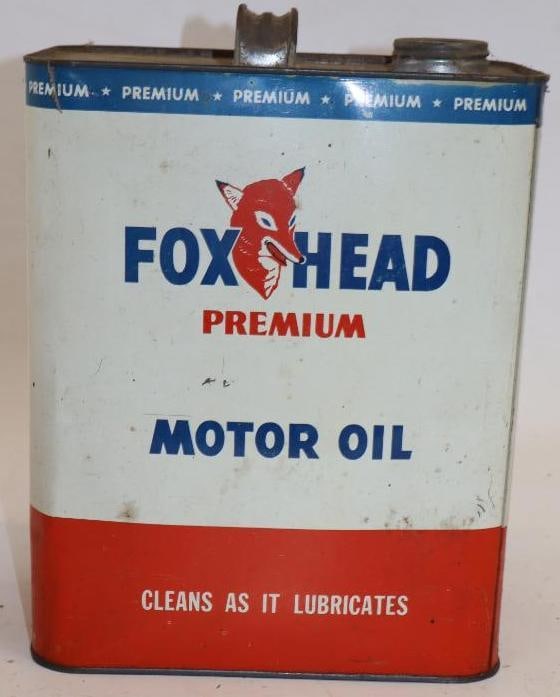 PREMIUM ★ PREMIUM ★ PREMIUM ★ PREMIUM ★ PREMIUM
FOX HEAD
PREMIUM
MOTOR OIL
CLEANS AS IT LUBRICATES